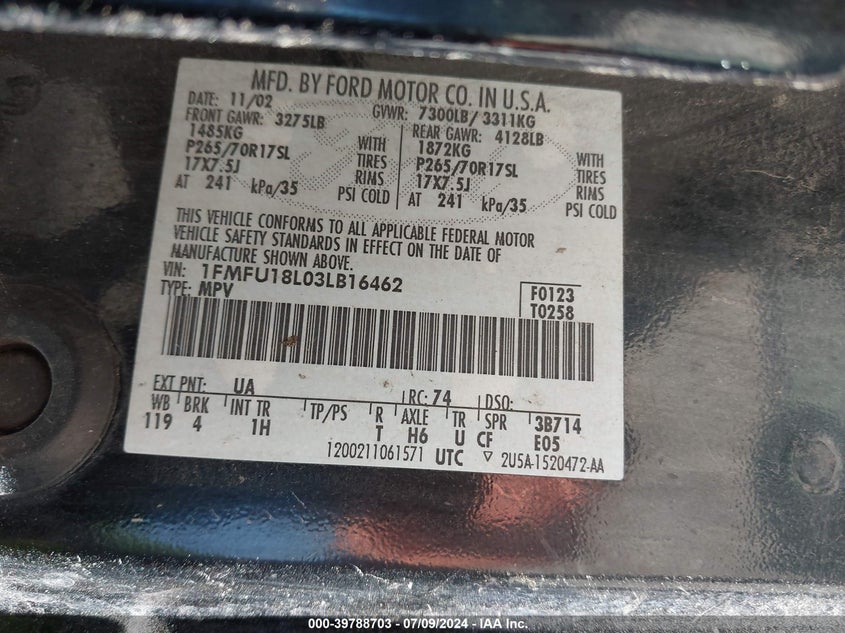 MFD. BY FORD MOTOR CO. IN U.S.A.
DATE: 11/02 GVWR: 7300LB/ 3311KG
FRONT GAWR: 3275LB REAR GAWR: 4128LB
1485KG WITH 1872KG WITH
P265/70R17SL TIRES P265/70R17SL TIRES
17X7.5J RIMS 17X7.5J RIMS
AT 241 kPa/35 PSI COLD AT 241 kPa/35 PSI COLD
THIS VEHICLE CONFORMS TO ALL APPLICABLE FEDERAL MOTOR
VEHICLE SAFETY STANDARDS IN EFFECT ON THE DATE OF
MANUFACTURE SHOWN ABOVE.
VIN: 1FMFU18L03LB16462
TYPE: MPV
F0123
T0258
EXT PNT: UA RC: 74 DSO:
WB BRK INT TR TP/PS R AXLE TR SPR 3B714
119 4 1H T H6 U CF E05
1200211061571 UTC ▽ 2U5A-1520472-AA
000-39788703 - 07/09/2024 - IAA Inc.